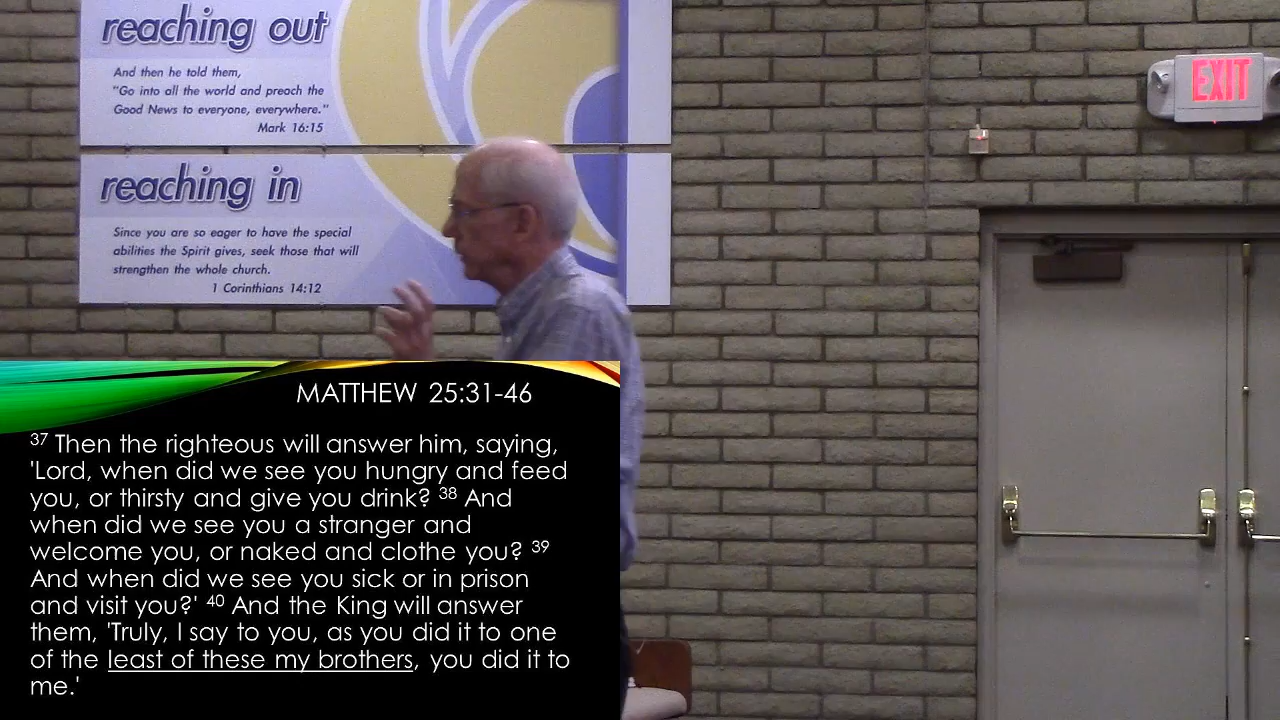 reaching out
And then he told them,
"Go into all the world and preach the
Good News to everyone, everywhere."
Mark 16:15
reaching in
Since you are so eager to have the special
abilities the Spirit gives, seek those that will
strengthen the whole church.
1 Corinthians 14:12
EXIT
MATTHEW 25:31-46
37 Then the righteous will answer him, saying,
'Lord, when did we see you hungry and feed
you, or thirsty and give you drink? 38 And
when did we see you a stranger and
welcome you, or naked and clothe you? 39
And when did we see you sick or in prison
and visit you?' 40 And the King will answer
them, 'Truly, I say to you, as you did it to one
of the least of these my brothers, you did it to
me.'